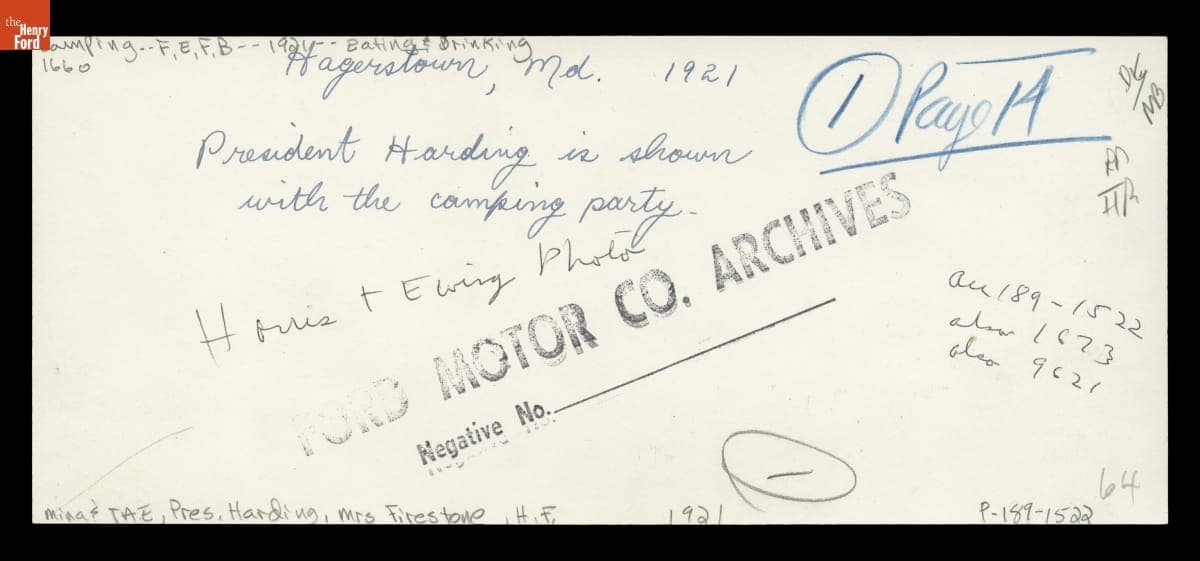 the
Henry
Ford
Camping--F,E,F,B--1921--Eating & Drinking
1660
Hagerstown, Md. 1921
1 Page 14
President Harding is shown
with the camping party.
Harris + Ewing Photo
FORD MOTOR CO. ARCHIVES
Negative No.
acc 189-1522
also 1673
also 9621
64
Mina & TAE, Pres. Harding, Mrs Firestone, H.F. 1921
P-189-1522